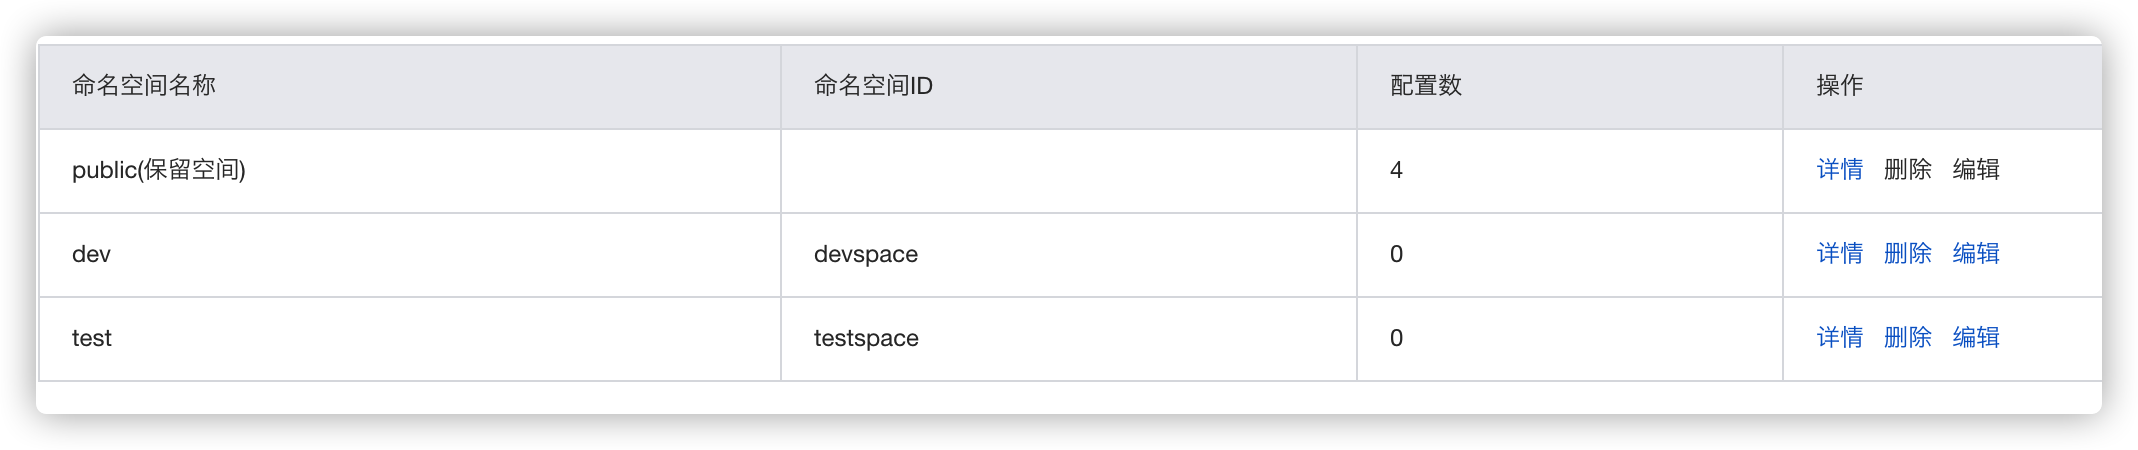 命名空间名称 命名空间ID 配置数 操作
public(保留空间) 4 详情 删除 编辑
dev devspace 0 详情 删除 编辑
test testspace 0 详情 删除 编辑